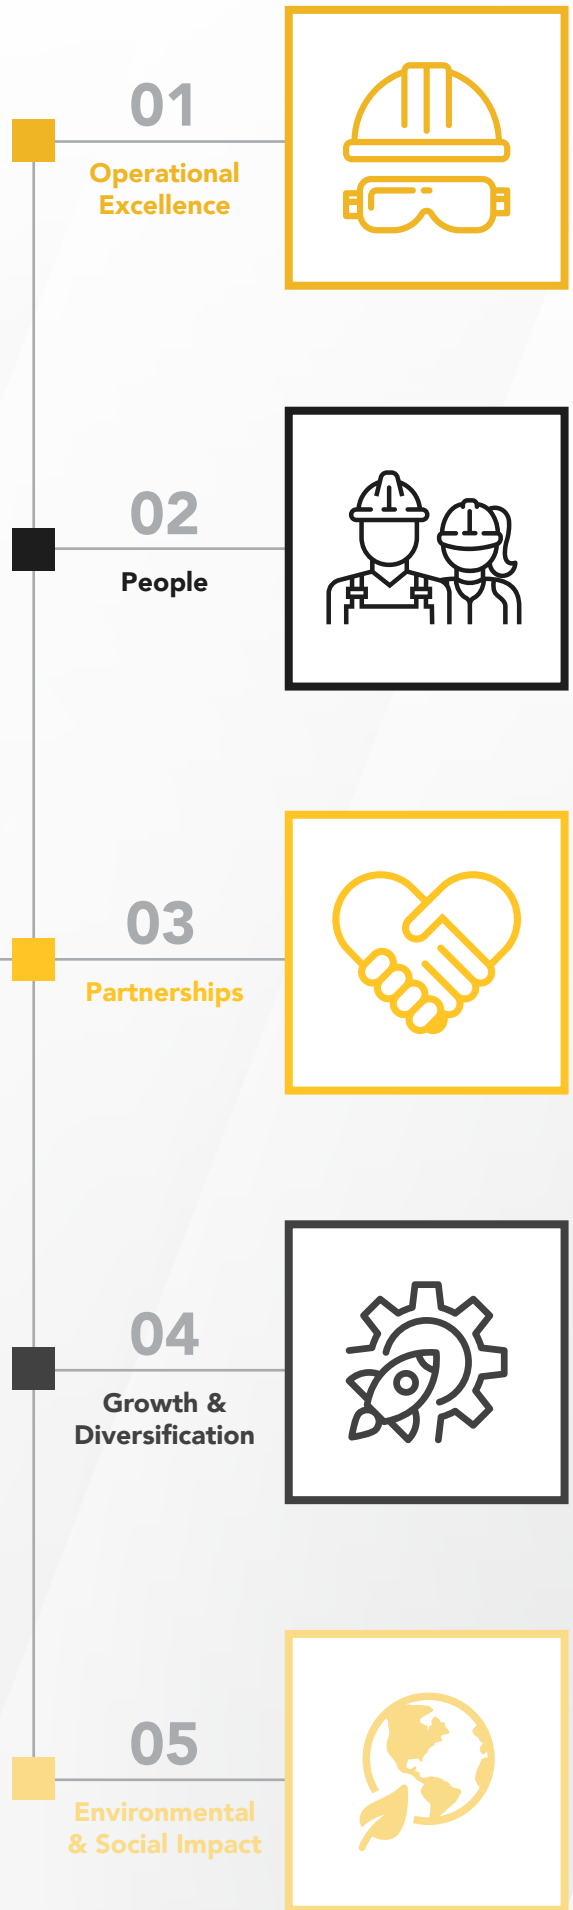 01
Operational
Excellence
02
People
03
Partnerships
04
Growth &
Diversification
05
Environmental
& Social Impact